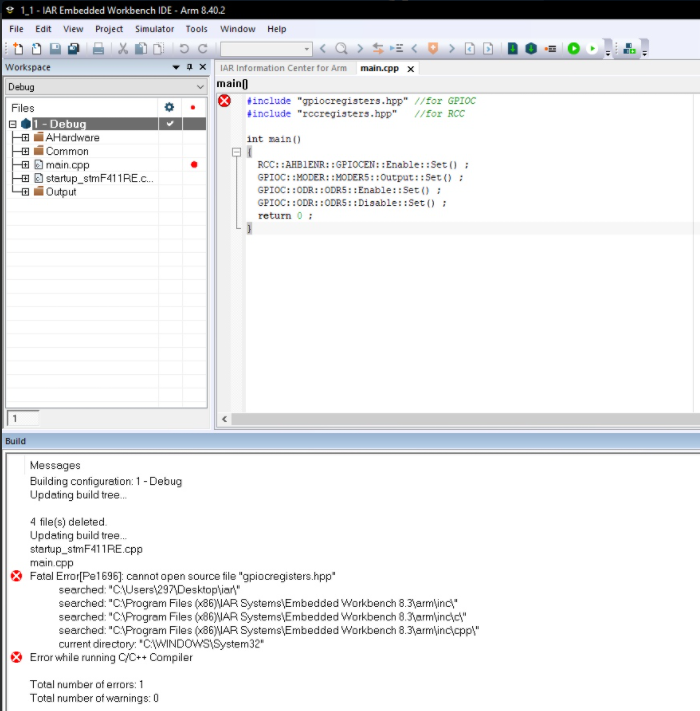 1_1 - IAR Embedded Workbench IDE - Arm 8.40.2
File Edit View Project Simulator Tools Window Help
Workspace
IAR Information Center for Arm main.cpp x
Debug
main()
Files
1 - Debug
AHardware
Common
main.cpp
startup_stmF411RE.c...
Output
#include "gpiocregisters.hpp" //for GPIOC
#include "rccregisters.hpp" //for RCC
int main()
{
RCC::AHB1ENR::GPIOCEN::Enable::Set() ;
GPIOC::MODER::MODER5::Output::Set() ;
GPIOC::ODR::ODR5::Enable::Set() ;
GPIOC::ODR::ODR5::Disable::Set() ;
return 0 ;
}
1
Build
Messages
Building configuration: 1 - Debug
Updating build tree...
4 file(s) deleted.
Updating build tree...
startup_stmF411RE.cpp
main.cpp
Fatal Error[Pe1696]: cannot open source file "gpiocregisters.hpp"
searched: "C:\Users\297\Desktop\iar\"
searched: "C:\Program Files (x86)\IAR Systems\Embedded Workbench 8.3\arm\inc\"
searched: "C:\Program Files (x86)\IAR Systems\Embedded Workbench 8.3\arm\inc\c\"
searched: "C:\Program Files (x86)\IAR Systems\Embedded Workbench 8.3\arm\inc\cpp\"
current directory: "C:\WINDOWS\System32"
Error while running C/C++ Compiler
Total number of errors: 1
Total number of warnings: 0